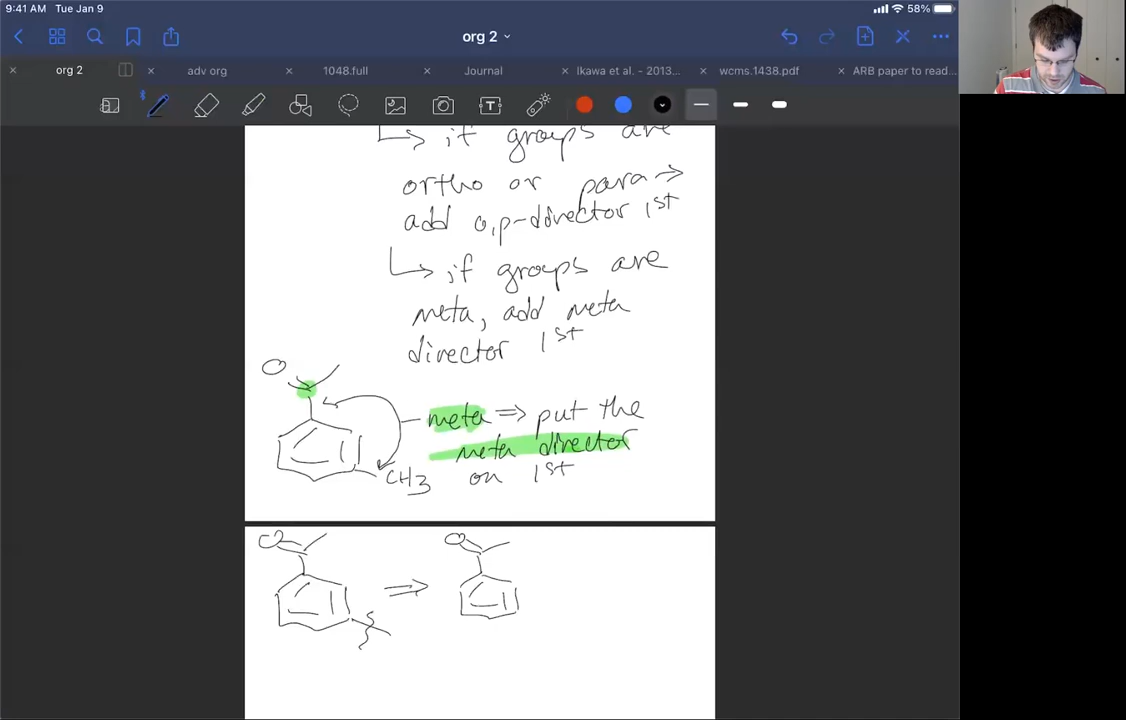 9:41 AM Tue Jan 9
58%
org 2
org 2
adv org
1048.full
Journal
Ikawa et al. - 2013...
wcms.1438.pdf
ARB paper to read...
↳ if groups are
ortho or para ⇒
add o,p-director 1st
↳ if groups are
meta, add meta
director 1st
O
meta ⇒ put the
meta director
CH3 on 1st
O ⇒ O